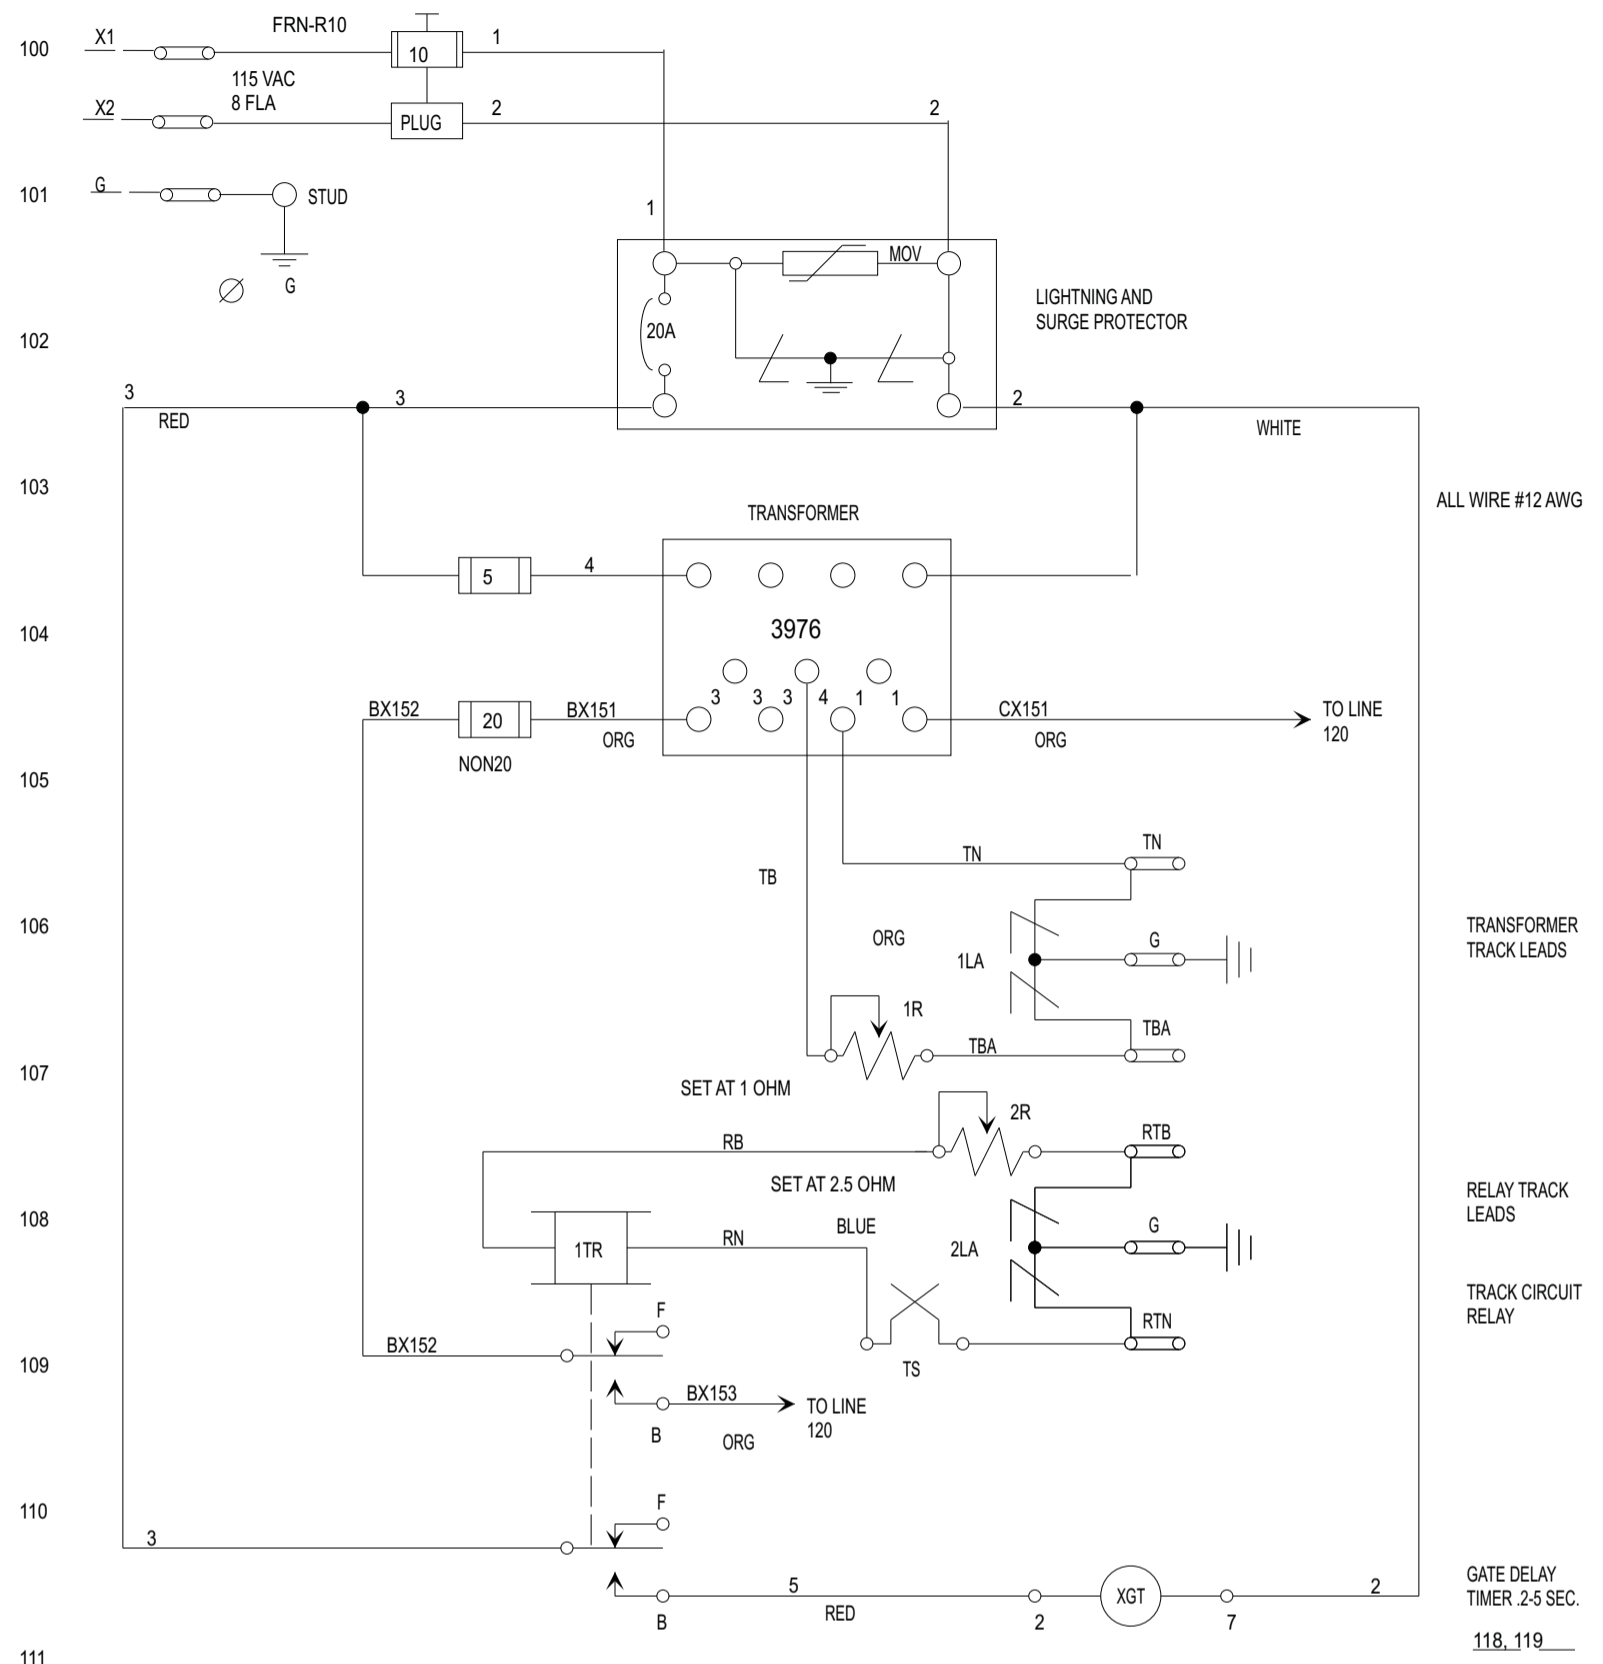 FRN-R10
100
X1
10
1
115 VAC
8 FLA
X2
PLUG
2
2
101
G
STUD
1
G
MOV
LIGHTNING AND
SURGE PROTECTOR
102
20A
3
RED
3
2
WHITE
103
TRANSFORMER
ALL WIRE #12 AWG
5
4
104
3976
3 3 3 4 1 1
BX152
20
BX151
ORG
CX151
ORG
TO LINE
120
NON20
105
TN
TN
TB
106
ORG
1LA
G
TRANSFORMER
TRACK LEADS
1R
TBA
TBA
107
SET AT 1 OHM
2R
RB
RTB
SET AT 2.5 OHM
RELAY TRACK
LEADS
108
1TR
RN
BLUE
2LA
G
TRACK CIRCUIT
RELAY
F
RTN
BX152
109
TS
BX153
TO LINE
120
B
ORG
110
F
3
5
RED
B
2
XGT
7
2
GATE DELAY
TIMER .2-5 SEC.
118, 119
111